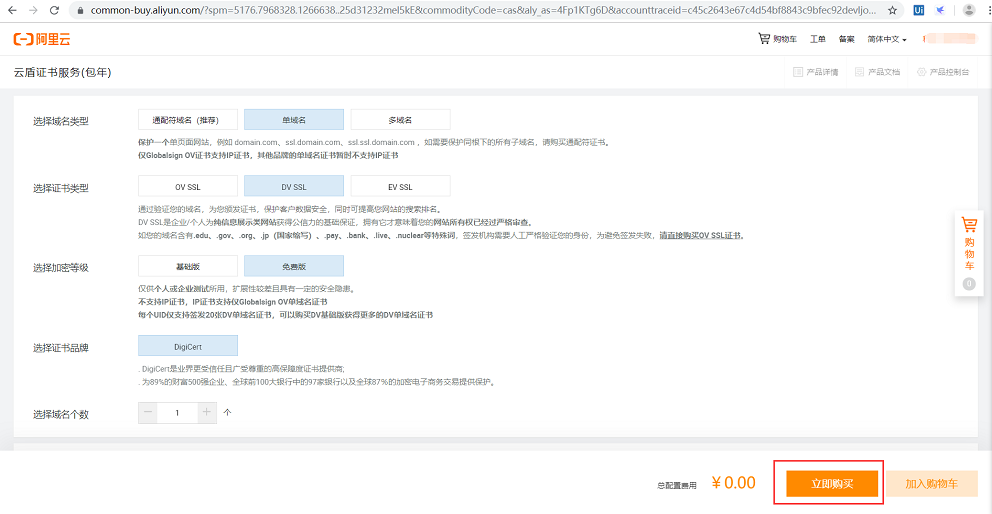 common-buy.aliyun.com/?spm=5176.7968328.1266638..25d31232mel5kE&commodityCode=cas&aly_as=4Fp1KTg6D&accounttraceid=c45c2643e67c4d54bf8843c9bfec92devljo...
阿里云
购物车 工单 备案 简体中文
云盾证书服务(包年)
产品详情 产品文档 产品控制台
选择域名类型
通配符域名（推荐） 单域名 多域名
保护一个单页面网站，例如 domain.com、ssl.domain.com、ssl.ssl.domain.com ，如需要保护同根下的所有子域名，请购买通配符证书。
仅Globalsign OV证书支持IP证书，其他品牌的单域名证书暂时不支持IP证书
选择证书类型
OV SSL DV SSL EV SSL
通过验证您的域名，为您颁发证书，保护客户数据安全，同时可提高您网站的搜索排名。
DV SSL是企业/个人为纯信息展示类网站获得公信力的基础保证，拥有它才意味着您的网站所有权已经过严格审查。
如您的域名含有.edu、.gov、.org、.jp（国家缩写）、.pay、.bank、.live、.nuclear等特殊词，签发机构需要人工严格验证您的身份，为避免签发失败，请直接购买OV SSL证书。
选择加密等级
基础版 免费版
仅供个人或企业测试所用，扩展性较差且具有一定的安全隐患。
不支持IP证书，IP证书支持仅Globalsign OV单域名证书
每个UID仅支持签发20张DV单域名证书，可以购买DV基础版获得更多的DV单域名证书
选择证书品牌
DigiCert
. DigiCert是业界更受信任且广受尊重的高保障度证书提供商;
. 为89%的财富500强企业、全球前100大银行中的97家银行以及全球87%的加密电子商务交易提供保护。
选择域名个数
1 个
购物车
0
总配置费用 ¥ 0.00 立即购买 加入购物车